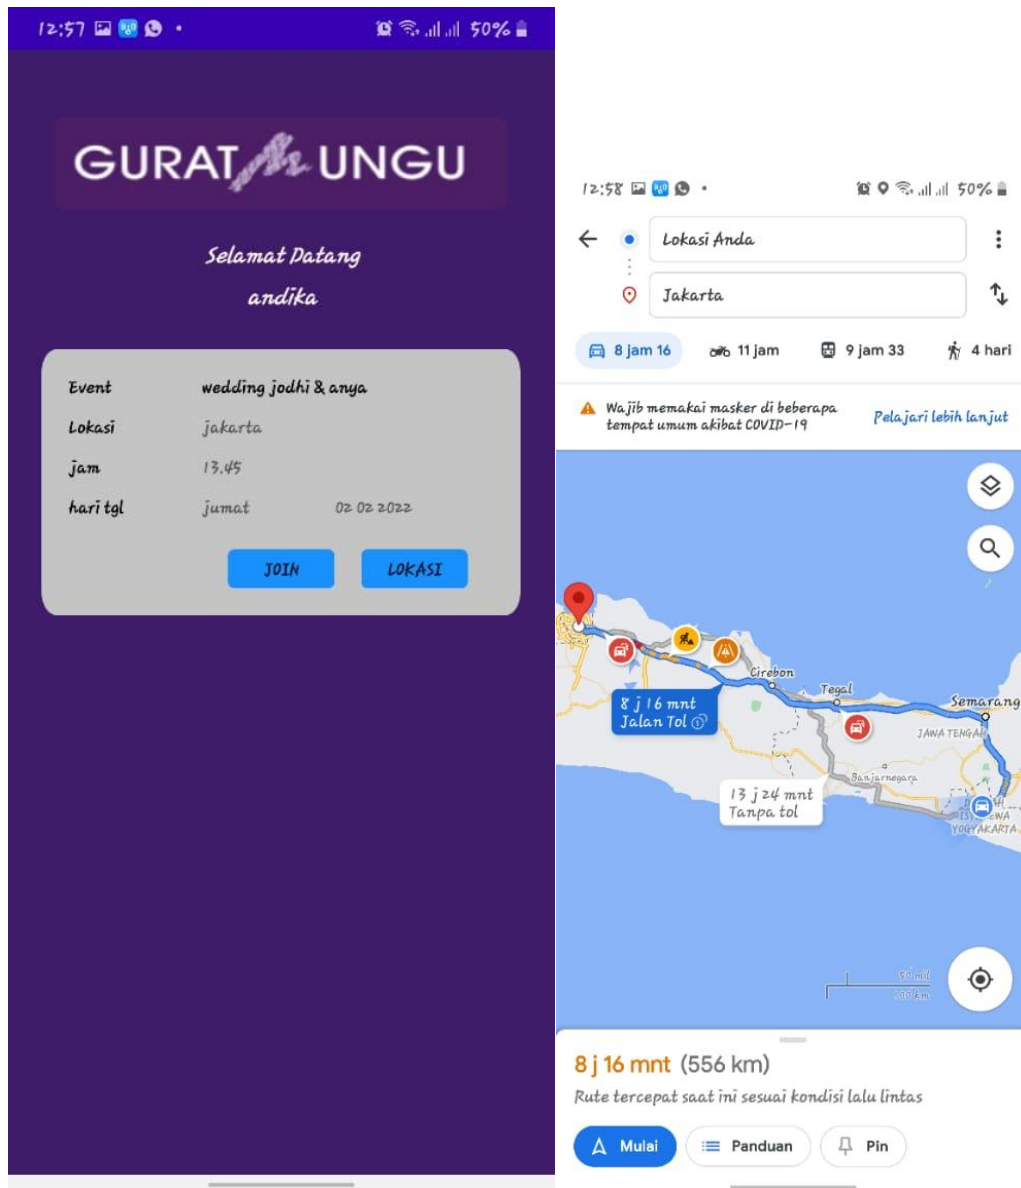 12:57
50%
GURAT UNGU
Selamat Datang
andika
Event wedding jodhi & anya
Lokasi jakarta
jam 13.45
hari tgl jumat 02 02 2022
JOIN LOKASI
12:58
50%
Lokasi Anda
Jakarta
8 jam 16 11 jam 9 jam 33 4 hari
Wajib memakai masker di beberapa
tempat umum akibat COVID-19
Pelajari lebih lanjut
Cirebon
Tegal
Semarang
8 j 16 mnt
Jalan Tol
JAWA TENGAH
Banjarnegara
13 j 24 mnt
Tanpa tol
YOGYAKARTA
50 mil
100 km
8 j 16 mnt (556 km)
Rute tercepat saat ini sesuai kondisi lalu lintas
Mulai Panduan Pin